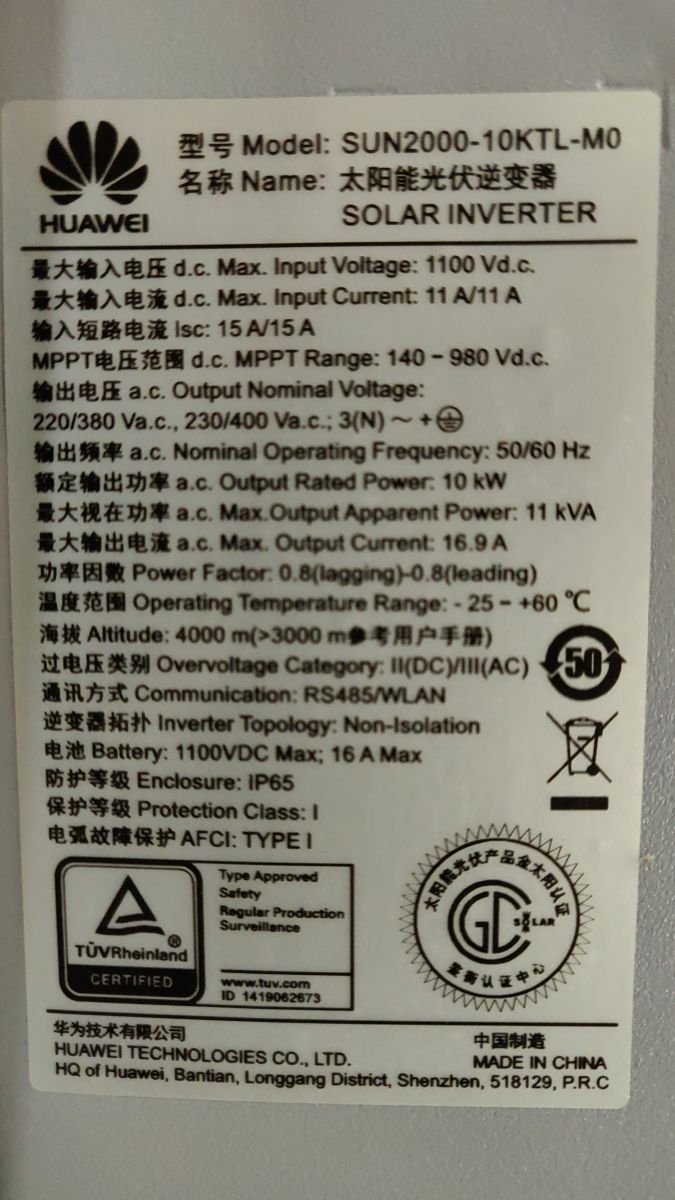 HUAWEI
型号 Model: SUN2000-10KTL-M0
名称 Name: 太阳能光伏逆变器
SOLAR INVERTER
最大输入电压 d.c. Max. Input Voltage: 1100 Vd.c.
最大输入电流 d.c. Max. Input Current: 11 A/11 A
输入短路电流 Isc: 15 A/15 A
MPPT电压范围 d.c. MPPT Range: 140 - 980 Vd.c.
输出电压 a.c. Output Nominal Voltage:
220/380 Va.c., 230/400 Va.c.; 3(N) ~ + ⏚
输出频率 a.c. Nominal Operating Frequency: 50/60 Hz
额定输出功率 a.c. Output Rated Power: 10 kW
最大视在功率 a.c. Max.Output Apparent Power: 11 kVA
最大输出电流 a.c. Max. Output Current: 16.9 A
功率因数 Power Factor: 0.8(lagging)-0.8(leading)
温度范围 Operating Temperature Range: - 25 - +60 ℃
海拔 Altitude: 4000 m(>3000 m参考用户手册)
过电压类别 Overvoltage Category: II(DC)/III(AC)
50
通讯方式 Communication: RS485/WLAN
逆变器拓扑 Inverter Topology: Non-Isolation
电池 Battery: 1100VDC Max; 16 A Max
防护等级 Enclosure: IP65
保护等级 Protection Class: I
电弧故障保护 AFCI: TYPE I
TÜVRheinland®
CERTIFIED
Type Approved
Safety
Regular Production
Surveillance
www.tuv.com
ID 1419062673
太阳能光伏产品金太阳认证
CGC SOLAR
鉴衡认证中心
华为技术有限公司
HUAWEI TECHNOLOGIES CO., LTD.
中国制造
MADE IN CHINA
HQ of Huawei, Bantian, Longgang District, Shenzhen, 518129, P.R.C